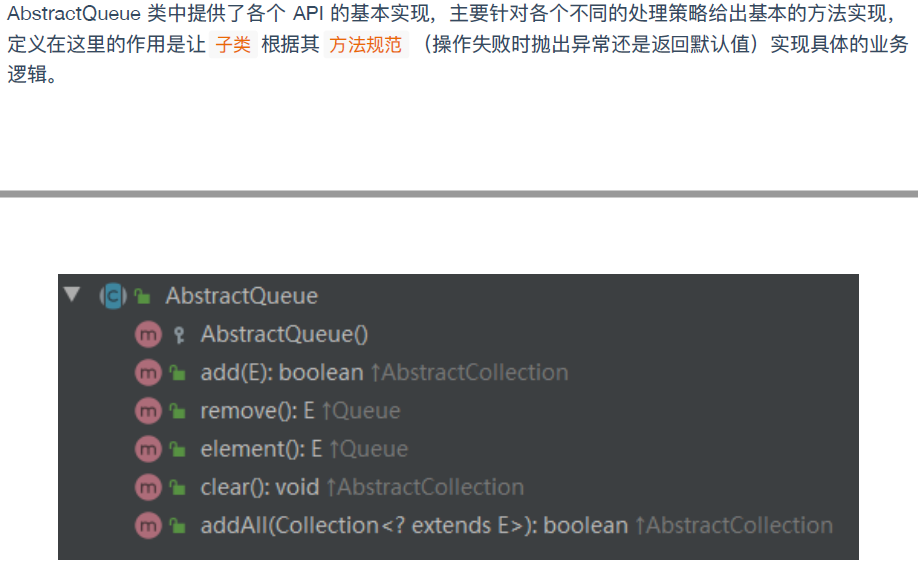 AbstractQueue 类中提供了各个 API 的基本实现，主要针对各个不同的处理策略给出基本的方法实现，
定义在这里的作用是让 子类 根据其 方法规范 （操作失败时抛出异常还是返回默认值）实现具体的业务
逻辑。
AbstractQueue
AbstractQueue()
add(E): boolean ↑AbstractCollection
remove(): E ↑Queue
element(): E ↑Queue
clear(): void ↑AbstractCollection
addAll(Collection<? extends E>): boolean ↑AbstractCollection